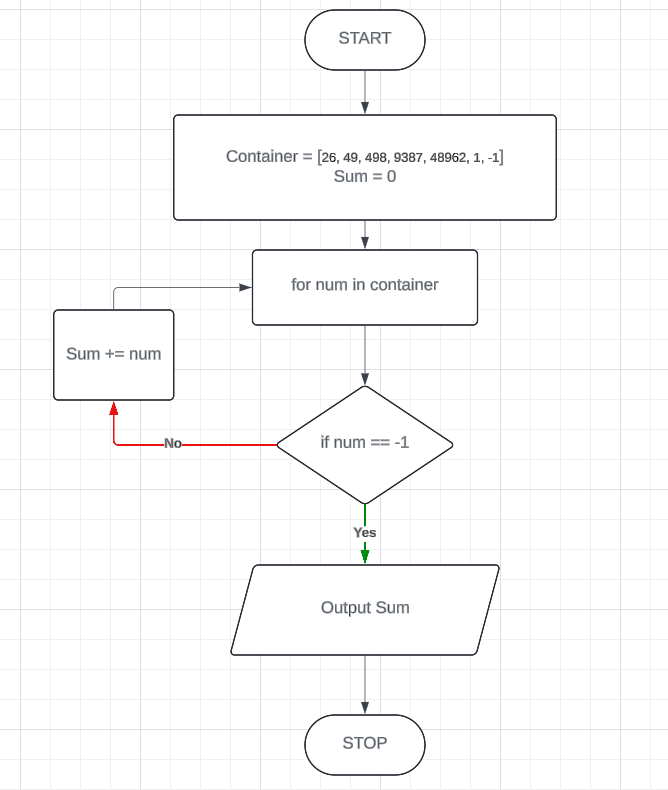 START
Container = [26, 49, 498, 9387, 48962, 1, -1]
Sum = 0
for num in container
Sum += num
if num == -1
No
Yes
Output Sum
STOP